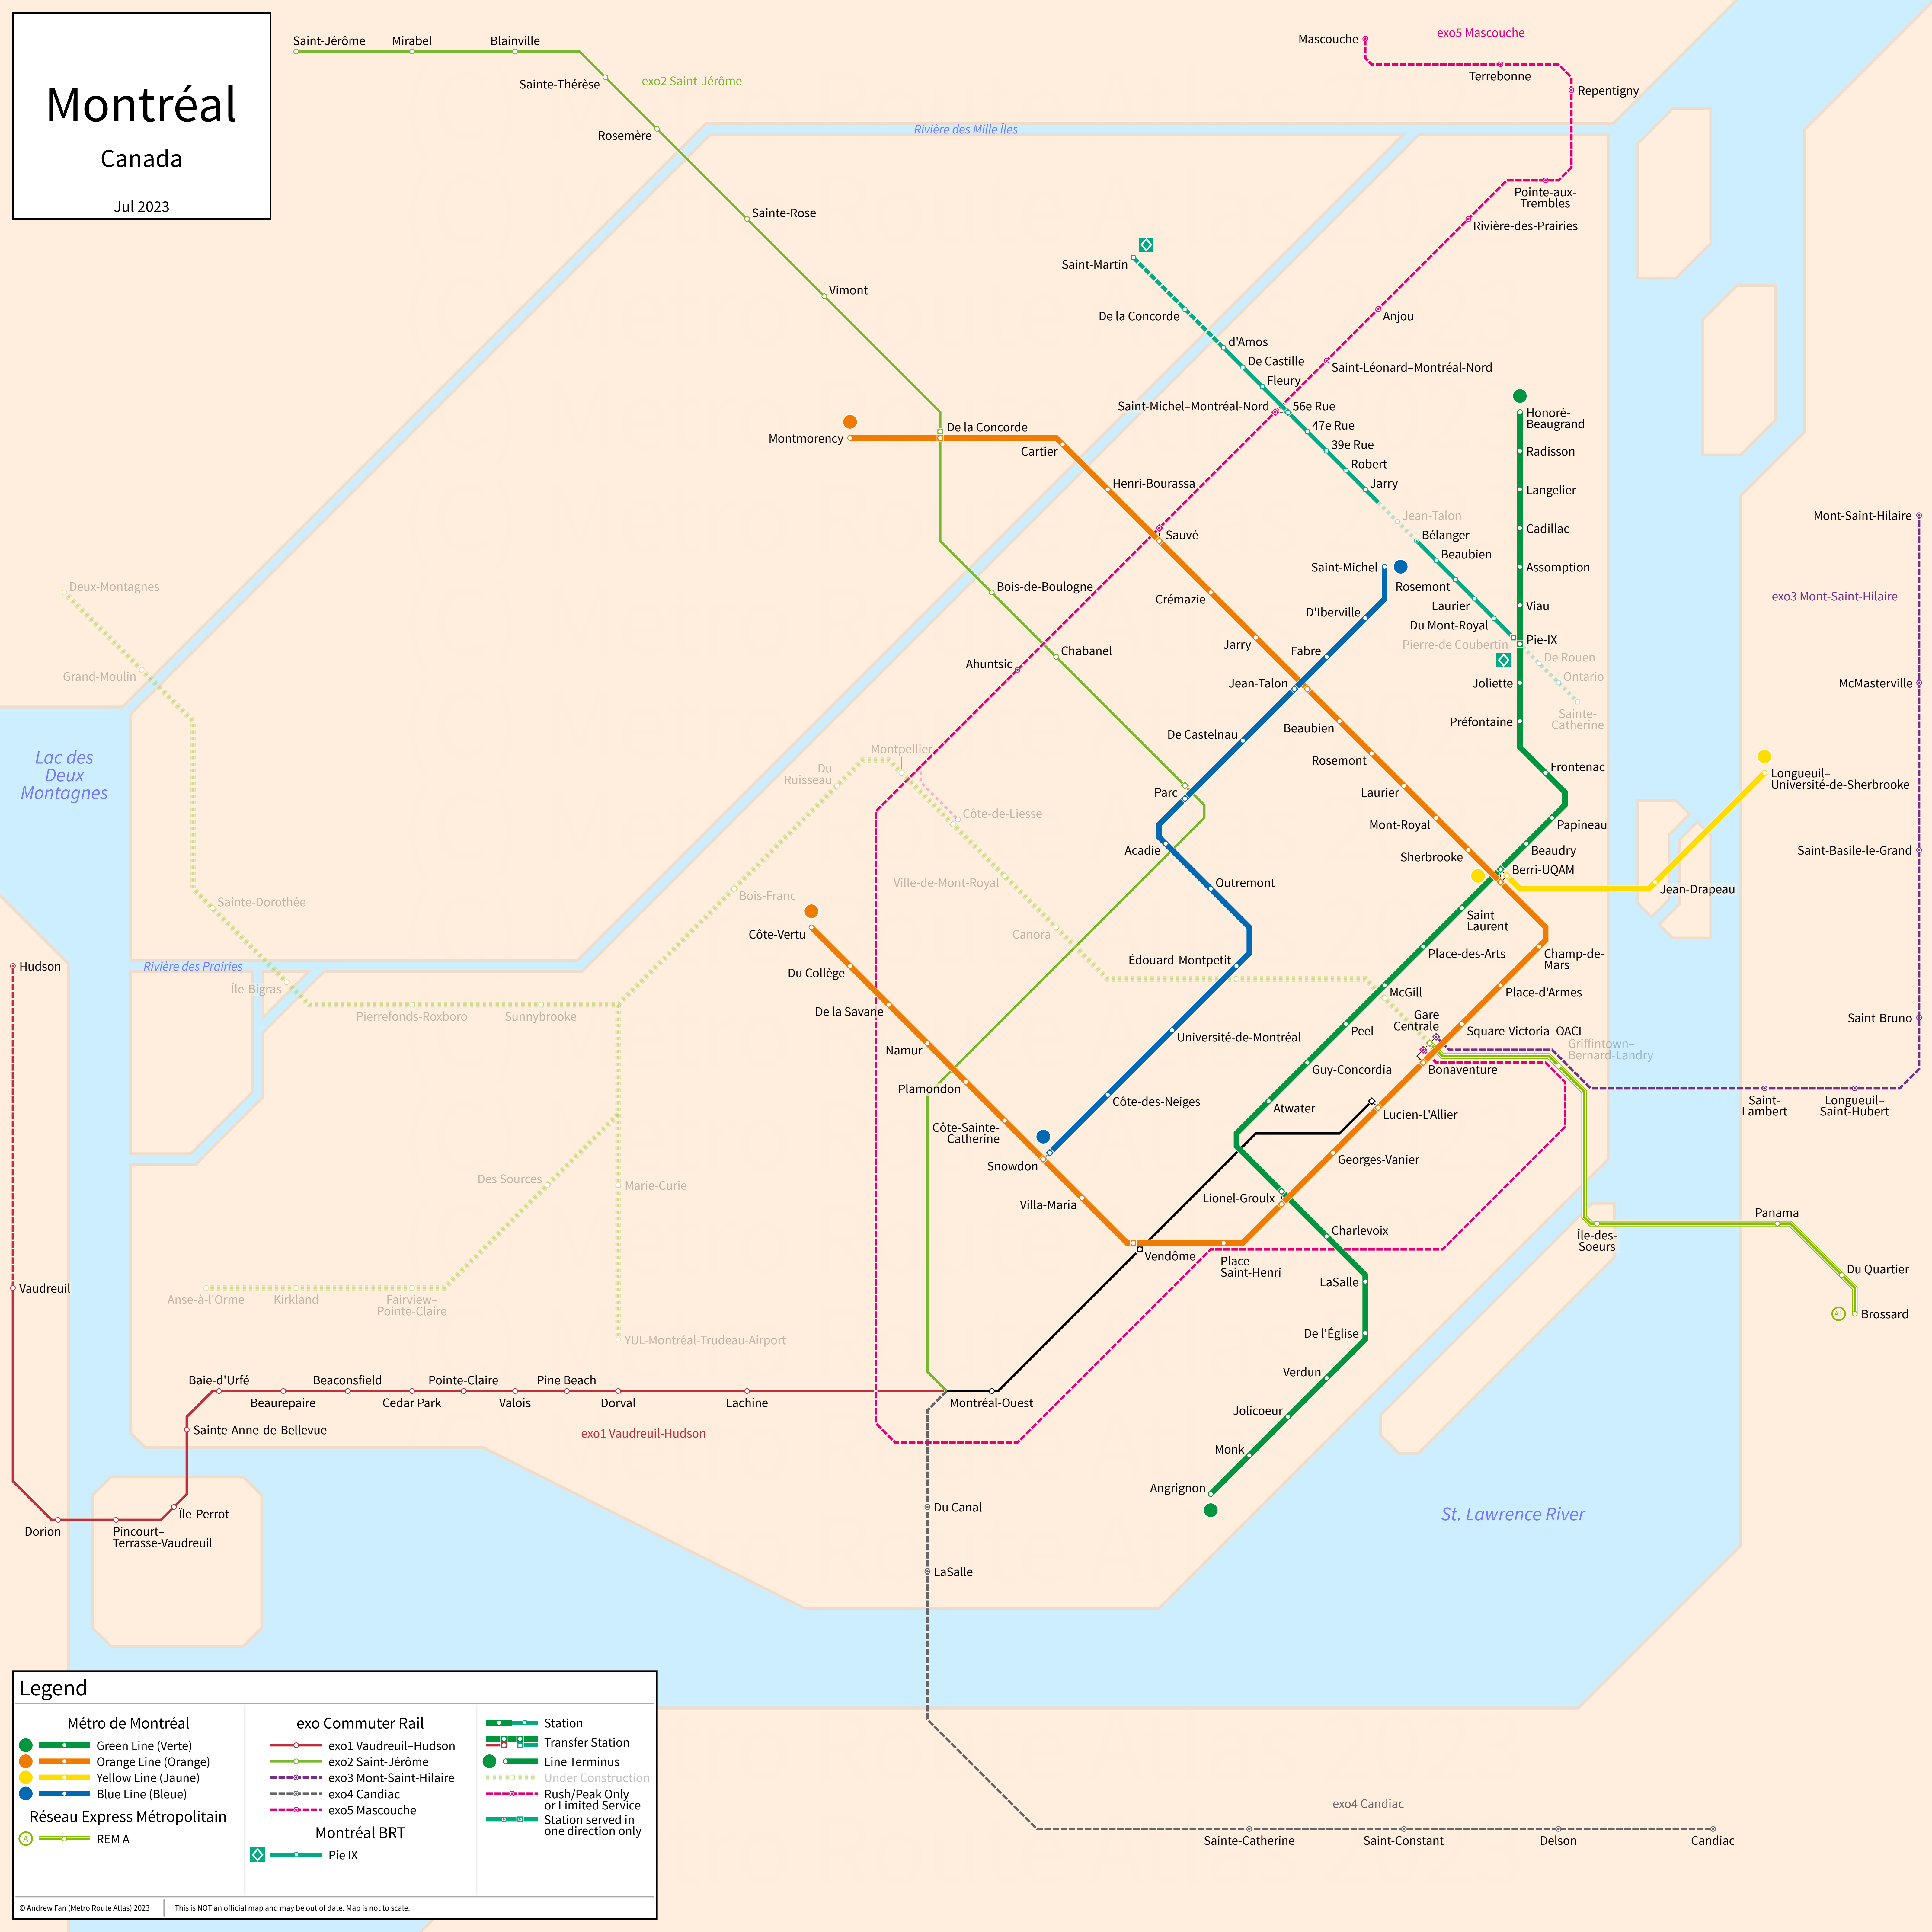 Montréal
Canada
Jul 2023
Saint-Jérôme
Mirabel
Blainville
Sainte-Thérèse
exo2 Saint-Jérôme
Rosemère
Sainte-Rose
Vimont
Mascouche
exo5 Mascouche
Terrebonne
Repentigny
Rivière des Mille Îles
Pointe-aux-
Trembles
Rivière-des-Prairies
Saint-Martin
De la Concorde
Anjou
d'Amos
De Castille
Saint-Léonard–Montréal-Nord
Fleury
Saint-Michel–Montréal-Nord
56e Rue
47e Rue
39e Rue
Robert
Jarry
Jean-Talon
Bélanger
Beaubien
Rosemont
Laurier
Du Mont-Royal
Pierre-de Coubertin
Pie-IX
De Rouen
Ontario
Sainte-
Catherine
Honoré-
Beaugrand
Radisson
Langelier
Cadillac
Assomption
Viau
Joliette
Préfontaine
Frontenac
Papineau
Beaudry
Berri-UQAM
Saint-
Laurent
Place-des-Arts
McGill
Peel
Guy-Concordia
Atwater
Lionel-Groulx
Charlevoix
LaSalle
De l'Église
Verdun
Jolicoeur
Monk
Angrignon
Montmorency
De la Concorde
Cartier
Henri-Bourassa
Sauvé
Crémazie
Jarry
Jean-Talon
Beaubien
Rosemont
Laurier
Mont-Royal
Sherbrooke
Champ-de-
Mars
Place-d'Armes
Square-Victoria–OACI
Gare
Centrale
Bonaventure
Lucien-L'Allier
Georges-Vanier
Place-
Saint-Henri
Vendôme
Villa-Maria
Snowdon
Côte-Sainte-
Catherine
Plamondon
Namur
De la Savane
Du Collège
Côte-Vertu
Saint-Michel
D'Iberville
Fabre
De Castelnau
Parc
Acadie
Outremont
Édouard-Montpetit
Université-de-Montréal
Côte-des-Neiges
Bois-de-Boulogne
Chabanel
Ahuntsic
Longueuil–
Université-de-Sherbrooke
Jean-Drapeau
Mont-Saint-Hilaire
exo3 Mont-Saint-Hilaire
McMasterville
Saint-Basile-le-Grand
Saint-Bruno
Saint-
Lambert
Longueuil–
Saint-Hubert
Griffintown–
Bernard-Landry
Île-des-
Soeurs
Panama
Du Quartier
A1
Brossard
Deux-Montagnes
Grand-Moulin
Lac des
Deux
Montagnes
Sainte-Dorothée
Rivière des Prairies
Île-Bigras
Pierrefonds-Roxboro
Sunnybrooke
Bois-Franc
Du
Ruisseau
Montpellier
Côte-de-Liesse
Ville-de-Mont-Royal
Canora
Des Sources
Marie-Curie
Anse-à-l'Orme
Kirkland
Fairview–
Pointe-Claire
YUL-Montréal-Trudeau-Airport
Hudson
Vaudreuil
Dorion
Pincourt–
Terrasse-Vaudreuil
Île-Perrot
Sainte-Anne-de-Bellevue
Baie-d'Urfé
Beaurepaire
Beaconsfield
Cedar Park
Pointe-Claire
Valois
Pine Beach
Dorval
Lachine
Montréal-Ouest
exo1 Vaudreuil-Hudson
Du Canal
LaSalle
St. Lawrence River
exo4 Candiac
Sainte-Catherine
Saint-Constant
Delson
Candiac
Legend
Métro de Montréal
Green Line (Verte)
Orange Line (Orange)
Yellow Line (Jaune)
Blue Line (Bleue)
Réseau Express Métropolitain
A
REM A
exo Commuter Rail
exo1 Vaudreuil–Hudson
exo2 Saint-Jérôme
exo3 Mont-Saint-Hilaire
exo4 Candiac
exo5 Mascouche
Montréal BRT
Pie IX
Station
Transfer Station
Line Terminus
Under Construction
Rush/Peak Only
or Limited Service
Station served in
one direction only
© Andrew Fan (Metro Route Atlas) 2023
This is NOT an official map and may be out of date. Map is not to scale.